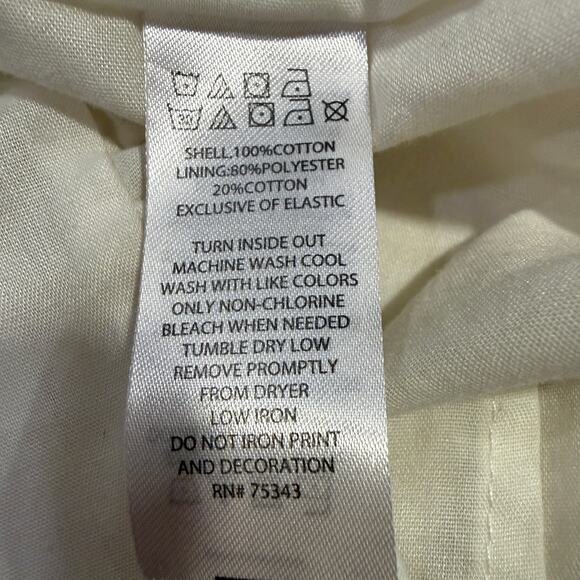 30
SHELL:100%COTTON
LINING:80%POLYESTER
20%COTTON
EXCLUSIVE OF ELASTIC
TURN INSIDE OUT
MACHINE WASH COOL
WASH WITH LIKE COLORS
ONLY NON-CHLORINE
BLEACH WHEN NEEDED
TUMBLE DRY LOW
REMOVE PROMPTLY
FROM DRYER
LOW IRON
DO NOT IRON PRINT
AND DECORATION
RN# 75343